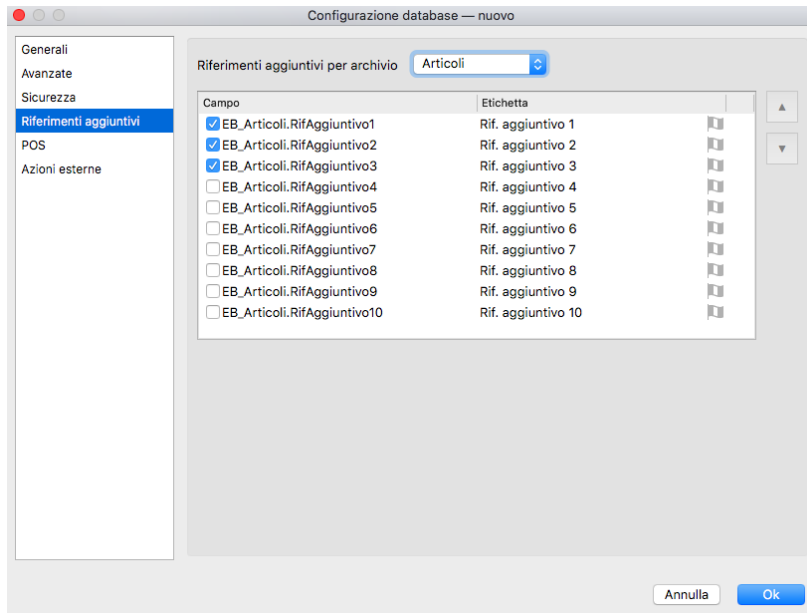 Configurazione database — nuovo
Generali
Avanzate
Sicurezza
Riferimenti aggiuntivi
POS
Azioni esterne
Riferimenti aggiuntivi per archivio Articoli
Campo Etichetta
EB_Articoli.RifAggiuntivo1 Rif. aggiuntivo 1
EB_Articoli.RifAggiuntivo2 Rif. aggiuntivo 2
EB_Articoli.RifAggiuntivo3 Rif. aggiuntivo 3
EB_Articoli.RifAggiuntivo4 Rif. aggiuntivo 4
EB_Articoli.RifAggiuntivo5 Rif. aggiuntivo 5
EB_Articoli.RifAggiuntivo6 Rif. aggiuntivo 6
EB_Articoli.RifAggiuntivo7 Rif. aggiuntivo 7
EB_Articoli.RifAggiuntivo8 Rif. aggiuntivo 8
EB_Articoli.RifAggiuntivo9 Rif. aggiuntivo 9
EB_Articoli.RifAggiuntivo10 Rif. aggiuntivo 10
Annulla Ok